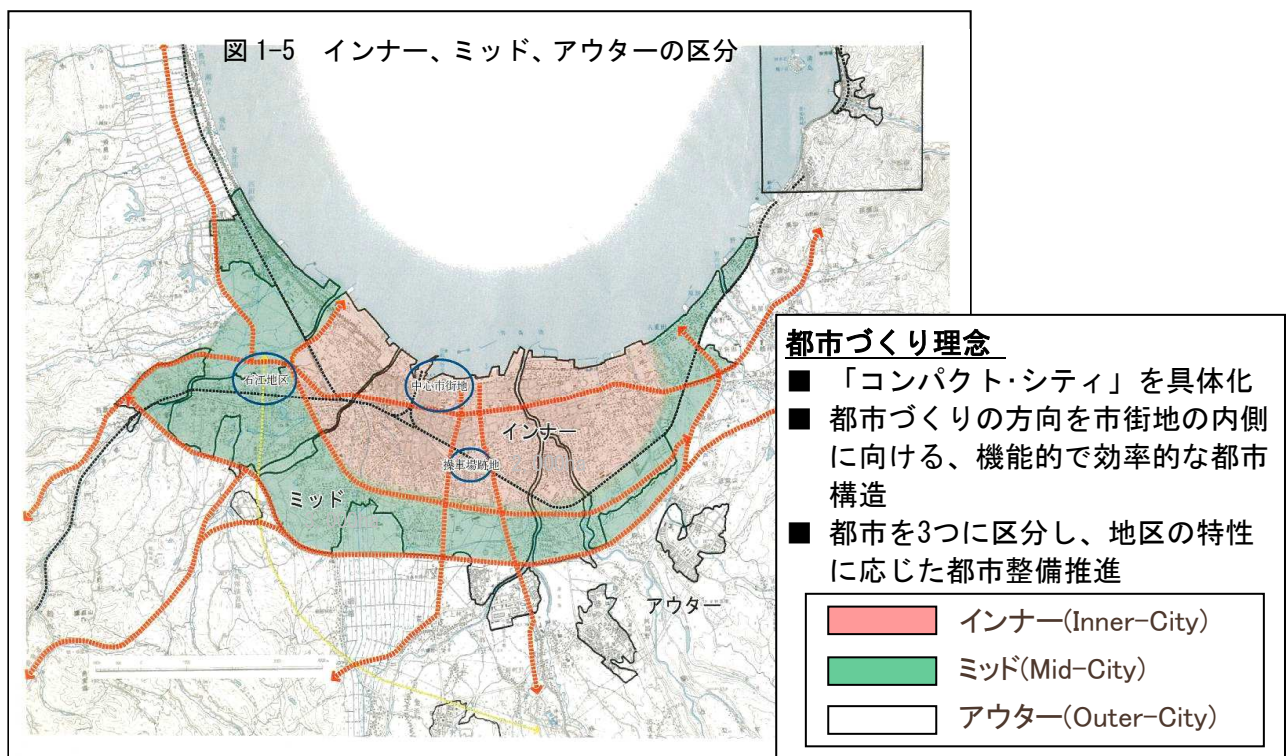 図 1-5　インナー、ミッド、アウターの区分
石江地区
中心市街地
インナー
操車場跡地
ミッド
アウター
都市づくり理念
■ 「コンパクト・シティ」を具体化
■ 都市づくりの方向を市街地の内側
に向ける、機能的で効率的な都市
構造
■ 都市を3つに区分し、地区の特性
に応じた都市整備推進
インナー(Inner-City)
ミッド(Mid-City)
アウター(Outer-City)